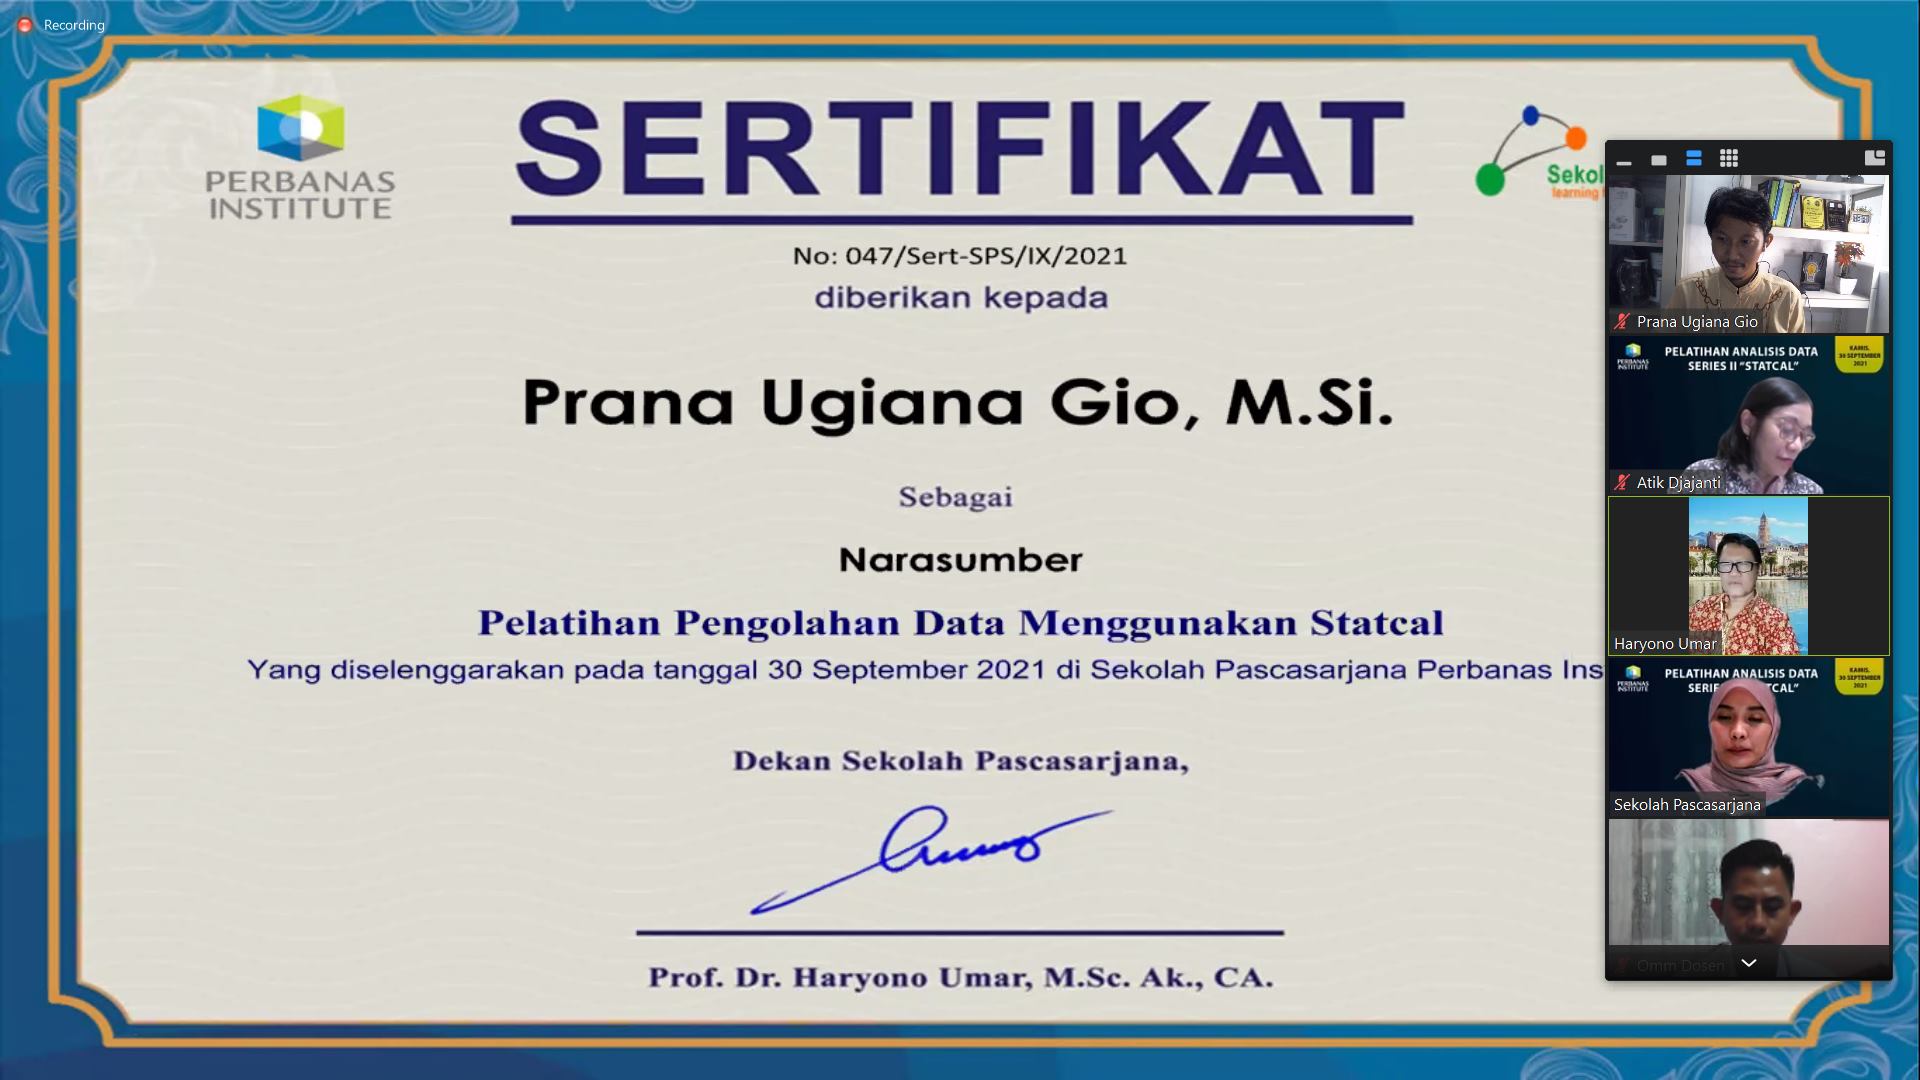 Recording
PERBANAS
INSTITUTE
SERTIFIKAT
Sekol
learning
No: 047/Sert-SPS/IX/2021
diberikan kepada
Prana Ugiana Gio, M.Si.
Sebagai
Narasumber
Pelatihan Pengolahan Data Menggunakan Statcal
Yang diselenggarakan pada tanggal 30 September 2021 di Sekolah Pascasarjana Perbanas Ins
Dekan Sekolah Pascasarjana,
Prof. Dr. Haryono Umar, M.Sc. Ak., CA.
Prana Ugiana Gio
PERBANAS
INSTITUTE
PELATIHAN ANALISIS DATA
SERIES II "STATCAL"
KAMIS,
30 SEPTEMBER
2021
Atik Djajanti
Haryono Umar
PERBANAS
INSTITUTE
PELATIHAN ANALISIS DATA
SERIE TCAL"
KAMIS,
30 SEPTEMBER
2021
Sekolah Pascasarjana
Omm Dosen